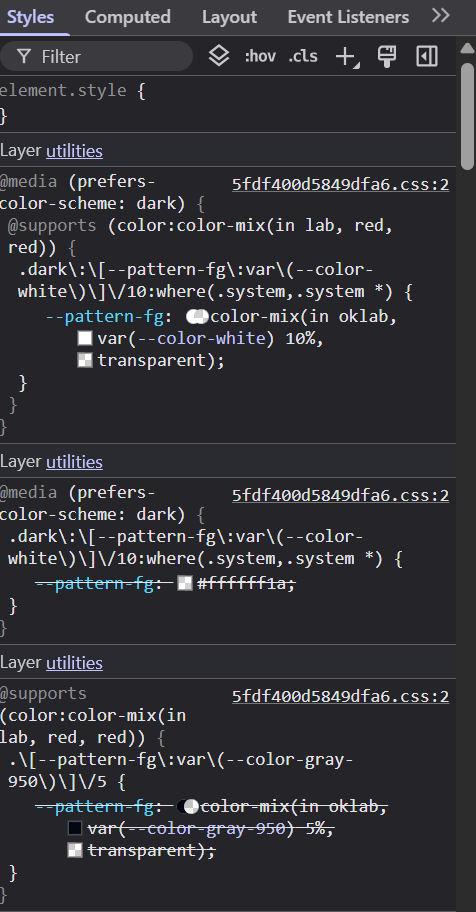 Styles Computed Layout Event Listeners
Filter :hov .cls
element.style {
}
Layer utilities
@media (prefers- 5fdf400d5849dfa6.css:2
color-scheme: dark) {
@supports (color:color-mix(in lab, red,
red)) {
.dark\:\[--pattern-fg\:var\(--color-
white\)\]\/10:where(.system,.system *) {
--pattern-fg: color-mix(in oklab,
var(--color-white) 10%,
transparent);
}
}
}
Layer utilities
@media (prefers- 5fdf400d5849dfa6.css:2
color-scheme: dark) {
.dark\:\[--pattern-fg\:var\(--color-
white\)\]\/10:where(.system,.system *) {
--pattern-fg: #ffffff1a;
}
}
Layer utilities
@supports 5fdf400d5849dfa6.css:2
(color:color-mix(in
lab, red, red)) {
.\[--pattern-fg\:var\(--color-gray-
950\)\]\/5 {
--pattern-fg: color-mix(in oklab,
var(--color-gray-950) 5%,
transparent);
}
}